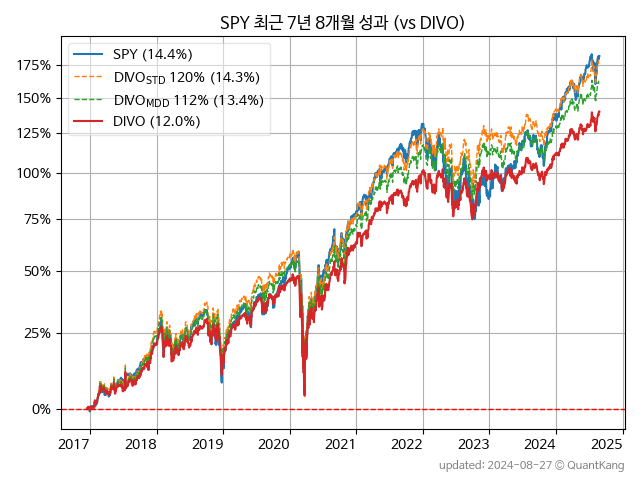 SPY 최근 7년 8개월 성과 (vs DIVO)
SPY (14.4%)
DIVO_STD 120% (14.3%)
DIVO_MDD 112% (13.4%)
DIVO (12.0%)
175%
150%
125%
100%
75%
50%
25%
0%
2017 2018 2019 2020 2021 2022 2023 2024 2025
updated: 2024-08-27 © QuantKang